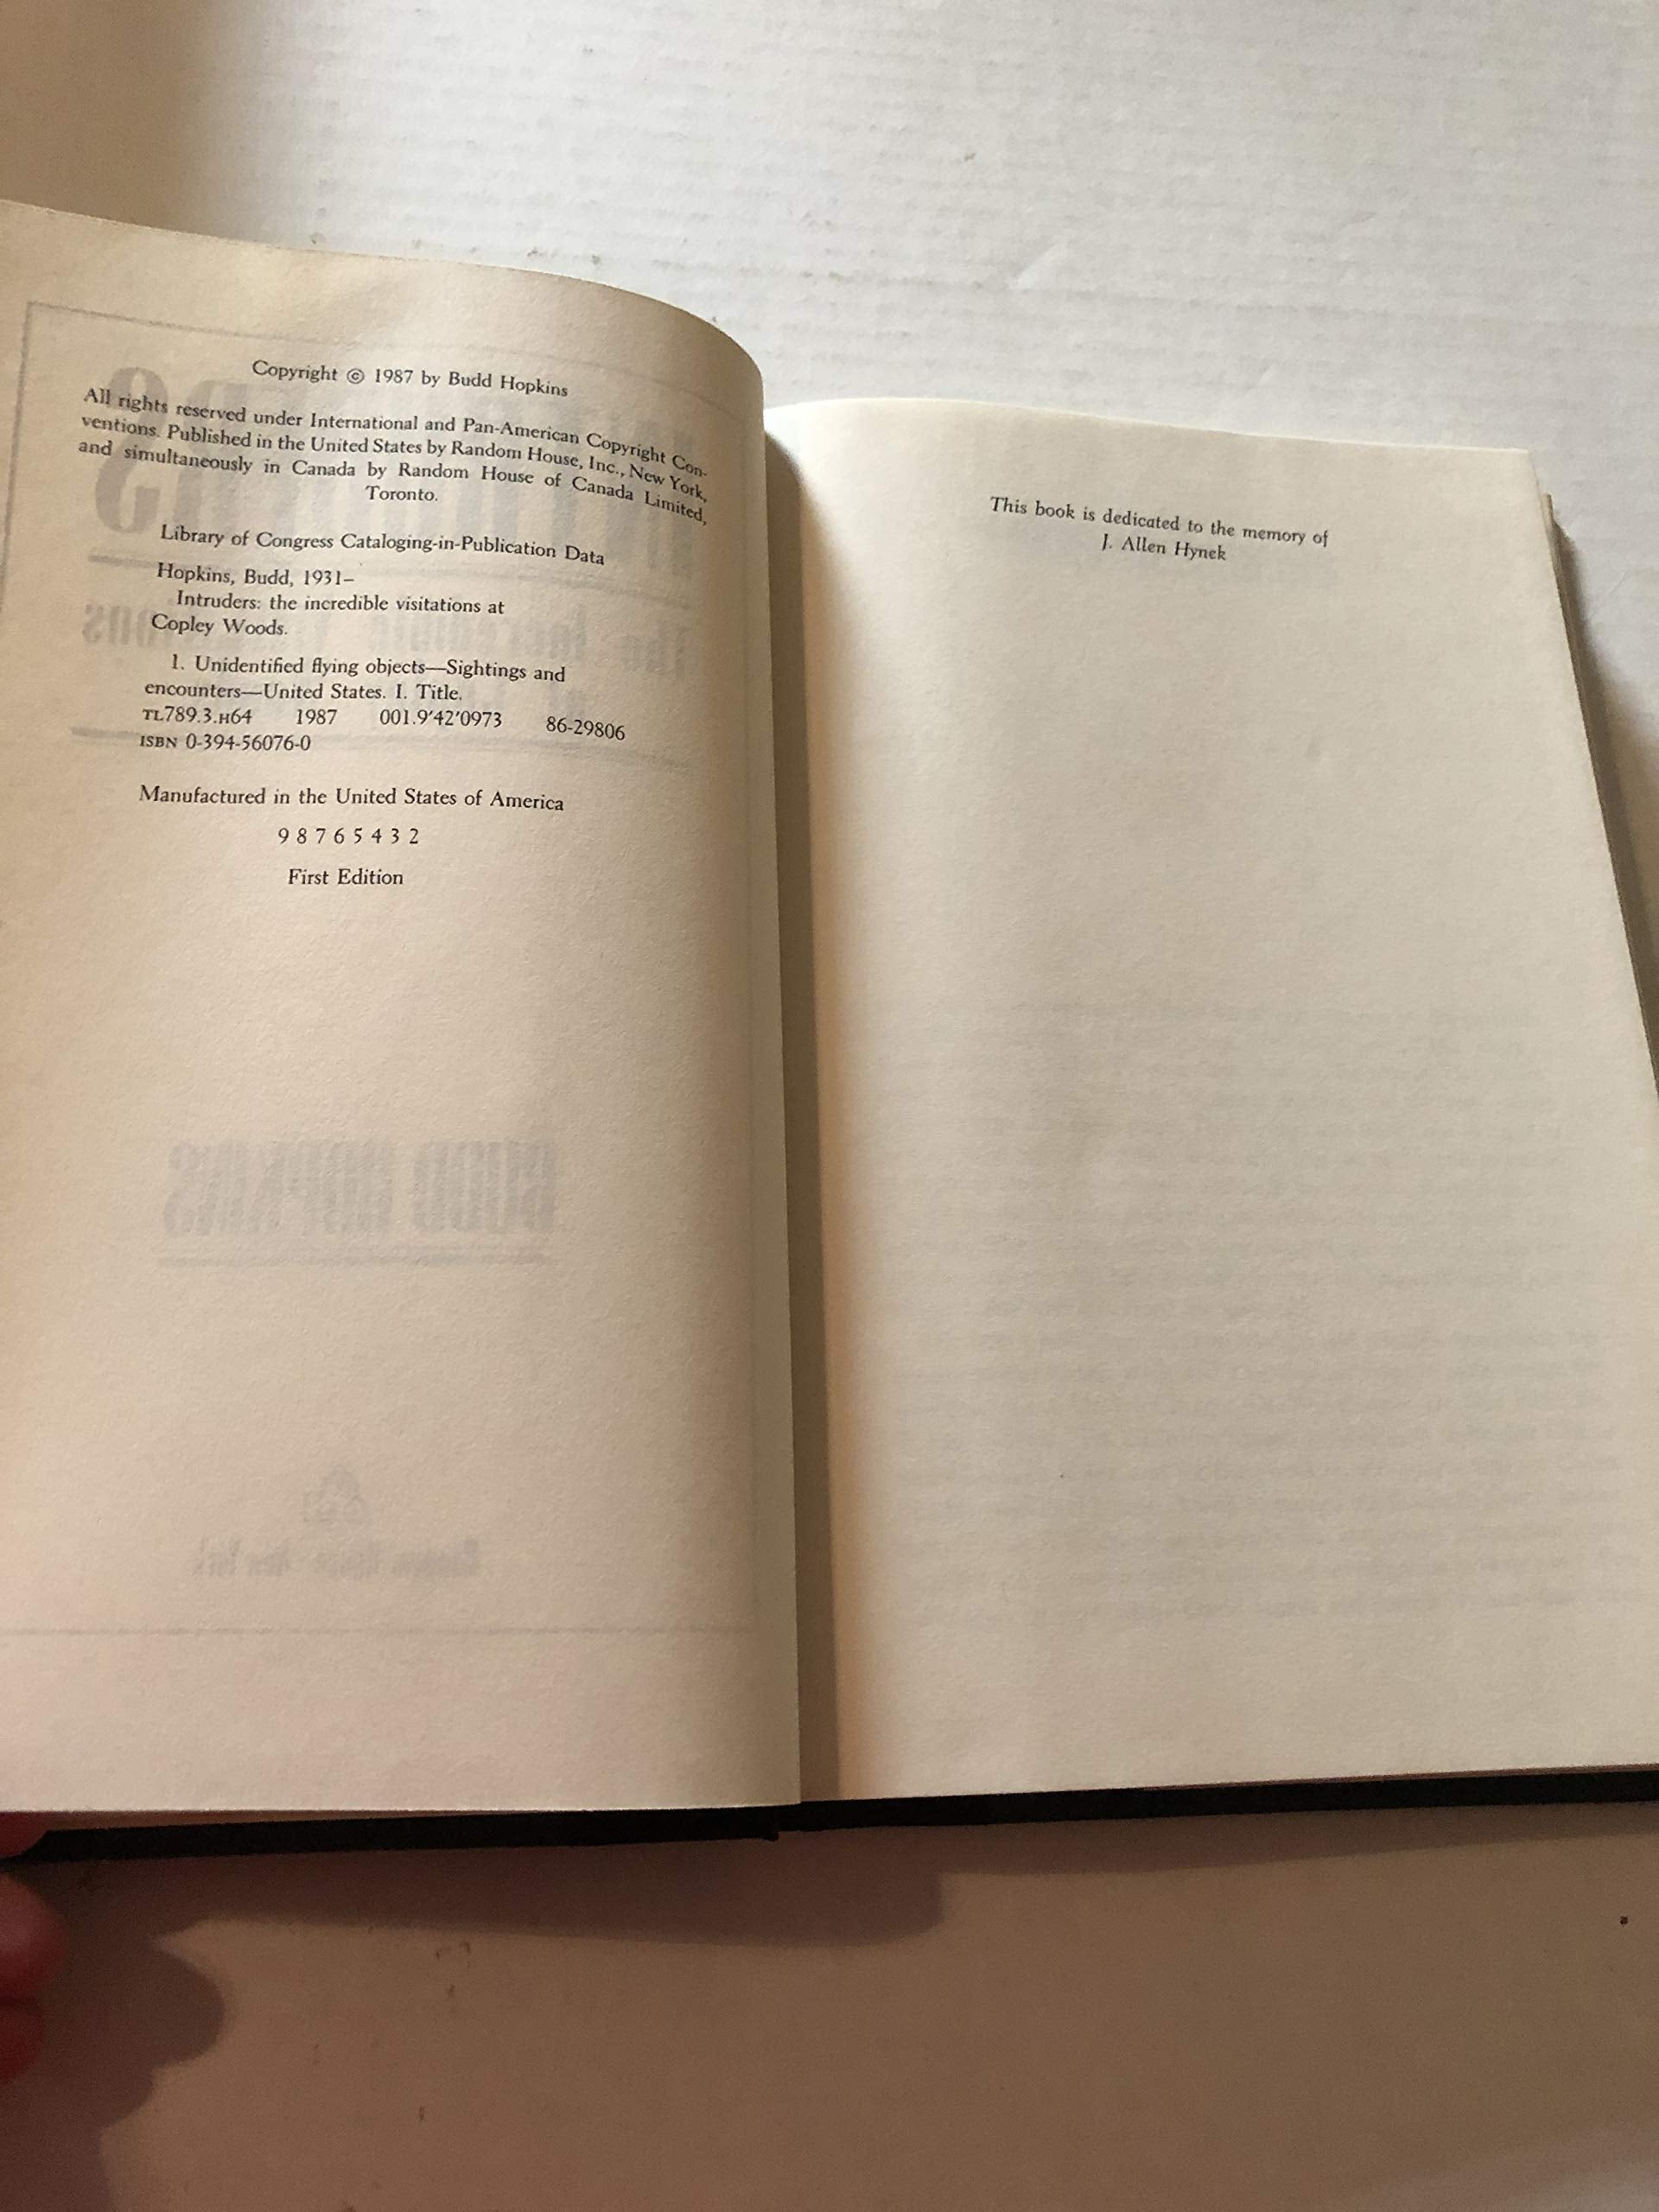 Copyright © 1987 by Budd Hopkins
All rights reserved under International and Pan-American Copyright Con-
ventions. Published in the United States by Random House, Inc., New York,
and simultaneously in Canada by Random House of Canada Limited,
Toronto.
Library of Congress Cataloging-in-Publication Data
Hopkins, Budd, 1931–
Intruders: the incredible visitations at
Copley Woods.
1. Unidentified flying objects—Sightings and
encounters—United States. I. Title.
TL789.3.H64 1987 001.9'42'0973 86-29806
ISBN 0-394-56076-0
Manufactured in the United States of America
9 8 7 6 5 4 3 2
First Edition
BUDD HOPKINS
This book is dedicated to the memory of
J. Allen Hynek